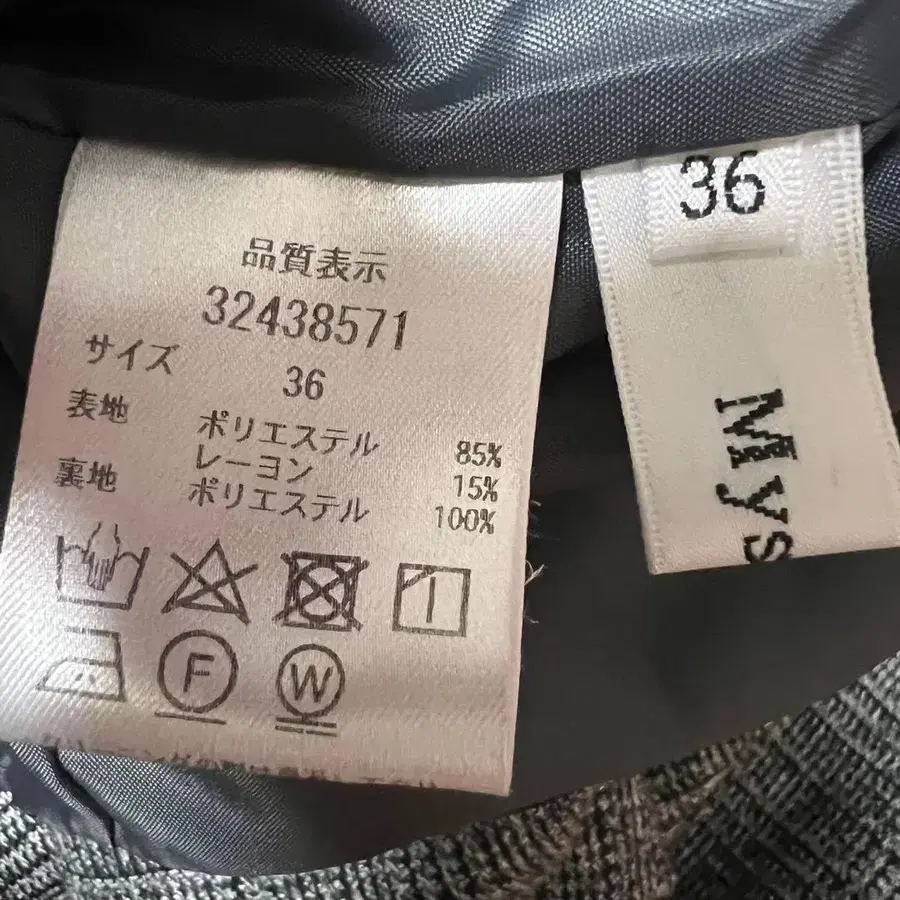 品質表示
32438571
サイズ 36
表地 ポリエステル 85%
レーヨン 15%
裏地 ポリエステル 100%
F W
36
Mys